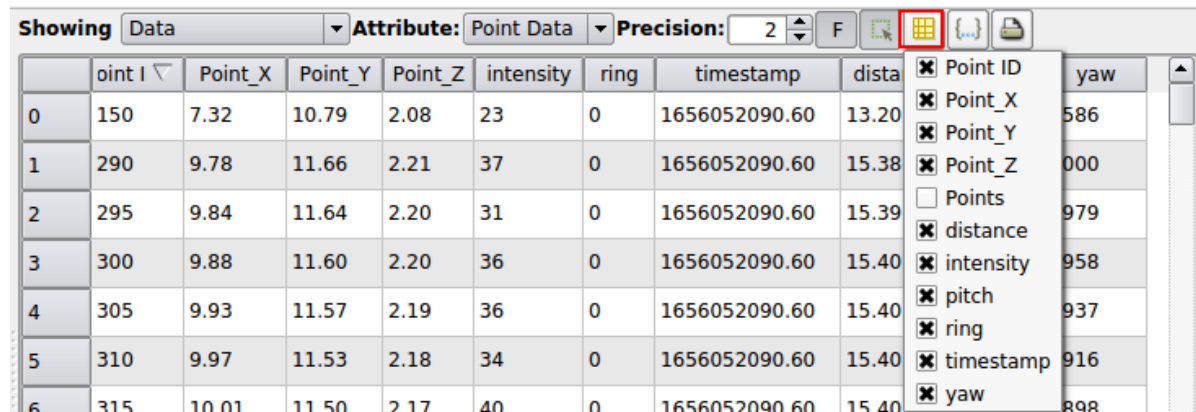 Showing Data Attribute: Point Data Precision: 2 F {...}
oint I Point_X Point_Y Point_Z intensity ring timestamp dista yaw
0 150 7.32 10.79 2.08 23 0 1656052090.60 13.20 586
1 290 9.78 11.66 2.21 37 0 1656052090.60 15.38 000
2 295 9.84 11.64 2.20 31 0 1656052090.60 15.39 979
3 300 9.88 11.60 2.20 36 0 1656052090.60 15.40 958
4 305 9.93 11.57 2.19 36 0 1656052090.60 15.40 937
5 310 9.97 11.53 2.18 34 0 1656052090.60 15.40 916
6 315 10.01 11.50 2.17 40 0 1656052090.60 15.40 898
Point ID
Point_X
Point_Y
Point_Z
Points
distance
intensity
pitch
ring
timestamp
yaw